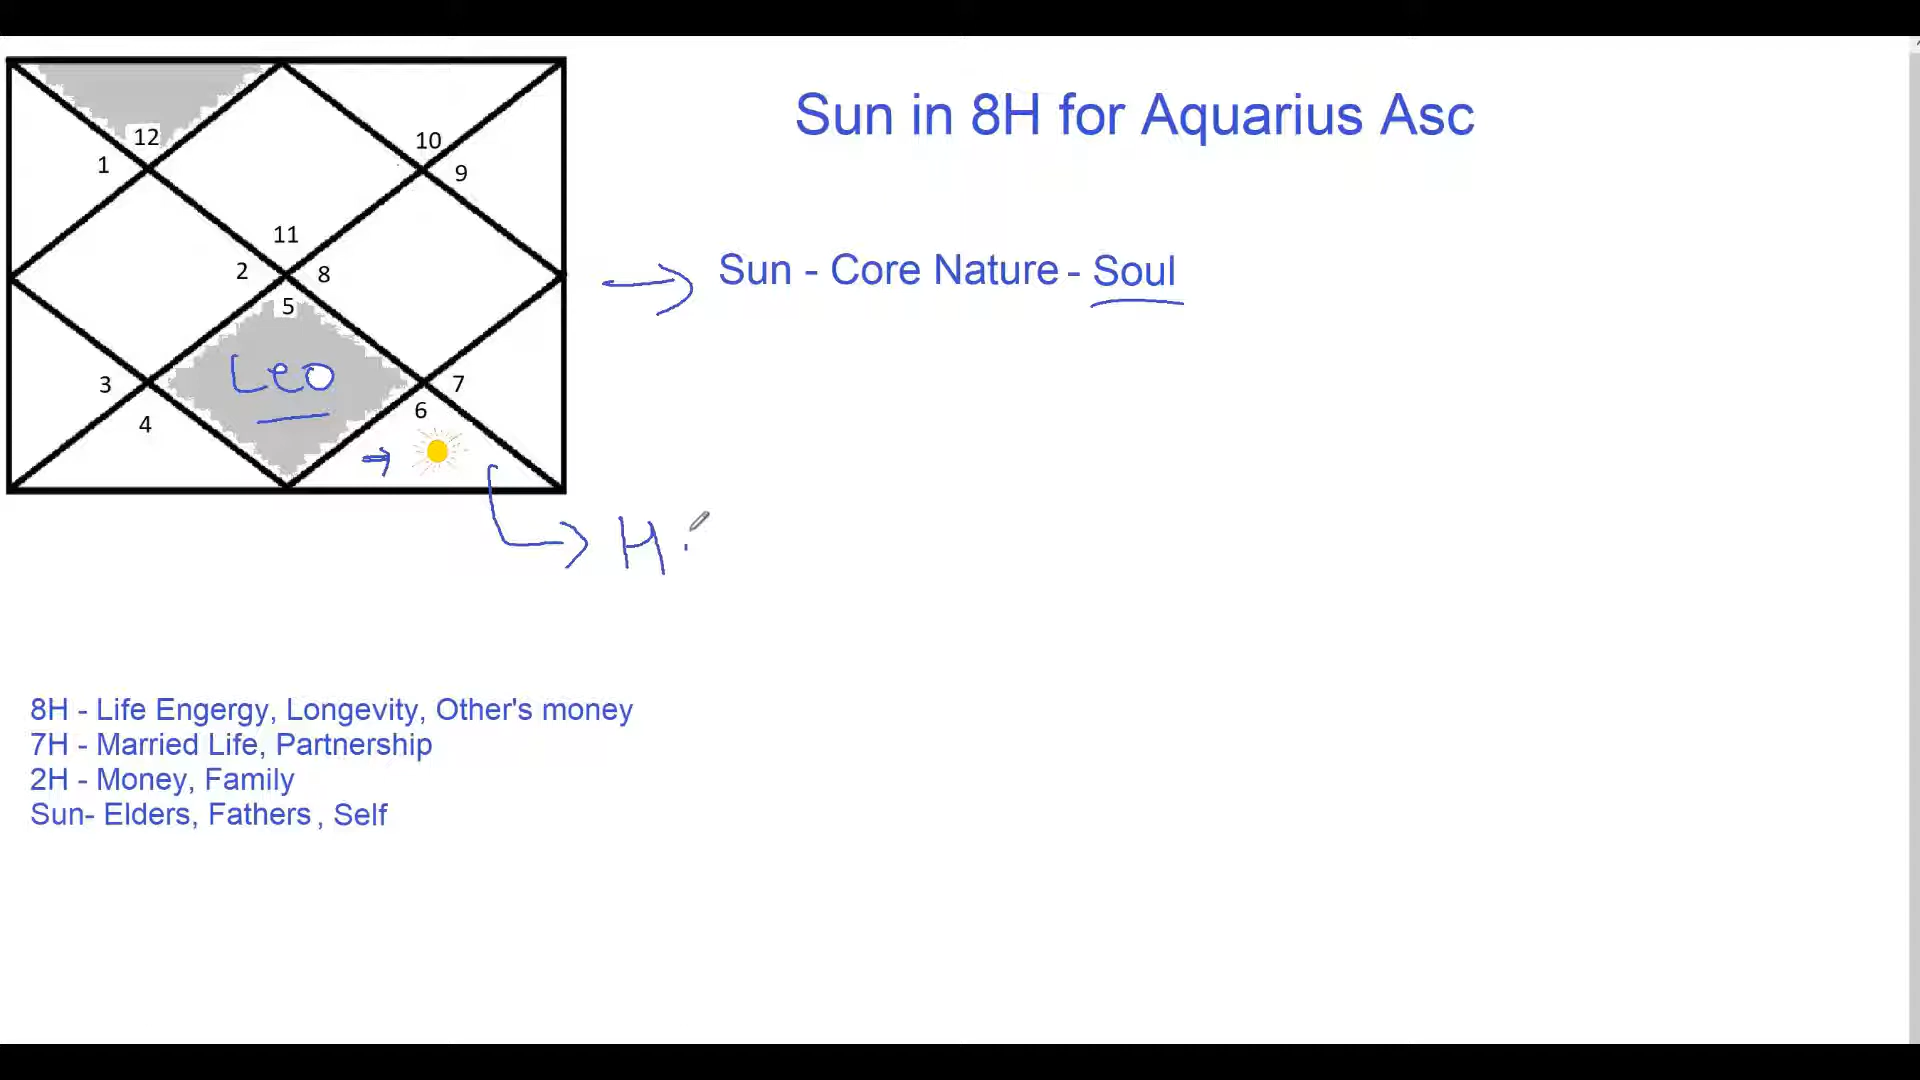 Sun in 8H for Aquarius Asc
12
10
1
9
11
2
8
5
Sun - Core Nature - Soul
Leo
3
7
6
4
H
8H - Life Engergy, Longevity, Other's money
7H - Married Life, Partnership
2H - Money, Family
Sun- Elders, Fathers , Self